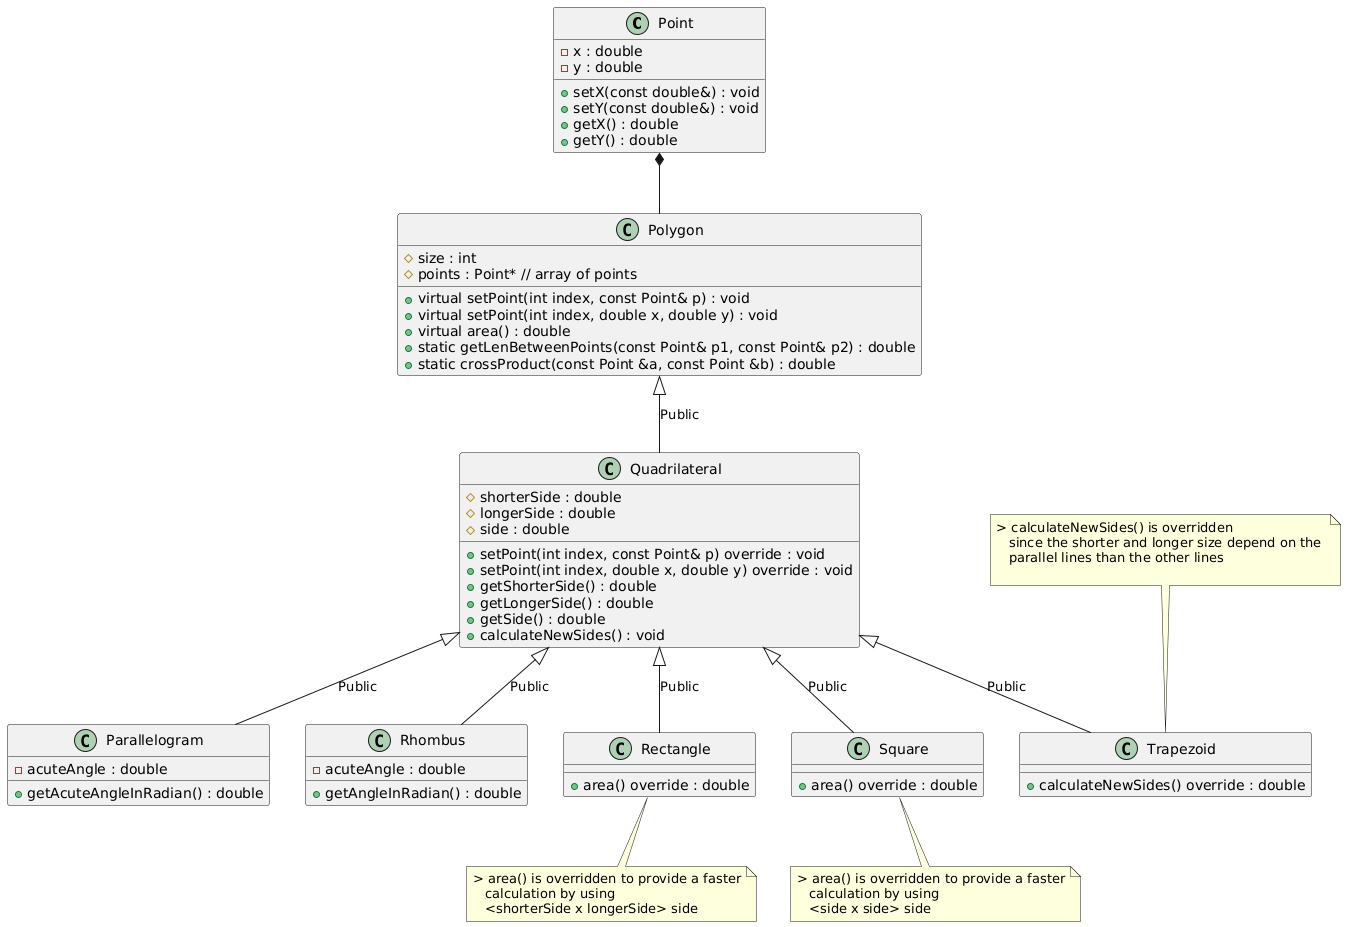 C Point
x : double
y : double
setX(const double&) : void
setY(const double&) : void
getX() : double
getY() : double
C Polygon
size : int
points : Point* // array of points
virtual setPoint(int index, const Point& p) : void
virtual setPoint(int index, double x, double y) : void
virtual area() : double
static getLenBetweenPoints(const Point& p1, const Point& p2) : double
static crossProduct(const Point &a, const Point &b) : double
Public
C Quadrilateral
shorterSide : double
longerSide : double
side : double
setPoint(int index, const Point& p) override : void
setPoint(int index, double x, double y) override : void
getShorterSide() : double
getLongerSide() : double
getSide() : double
calculateNewSides() : void
> calculateNewSides() is overridden
since the shorter and longer size depend on the
parallel lines than the other lines
Public
Public
Public
Public
Public
C Parallelogram
acuteAngle : double
getAcuteAngleInRadian() : double
C Rhombus
acuteAngle : double
getAngleInRadian() : double
C Rectangle
area() override : double
C Square
area() override : double
C Trapezoid
calculateNewSides() override : double
> area() is overridden to provide a faster
calculation by using
<shorterSide x longerSide> side
> area() is overridden to provide a faster
calculation by using
<side x side> side